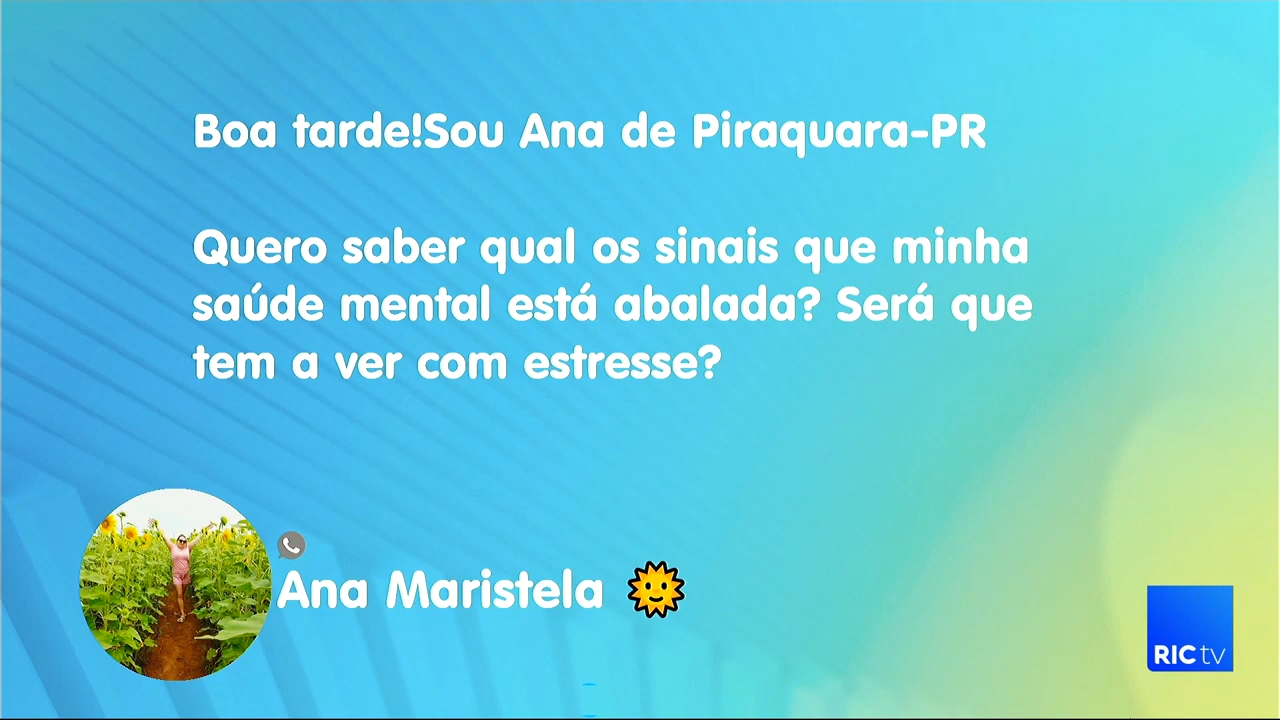 Boa tarde!Sou Ana de Piraquara-PR
Quero saber qual os sinais que minha
saúde mental está abalada? Será que
tem a ver com estresse?
Ana Maristela 🌞
RIC tv